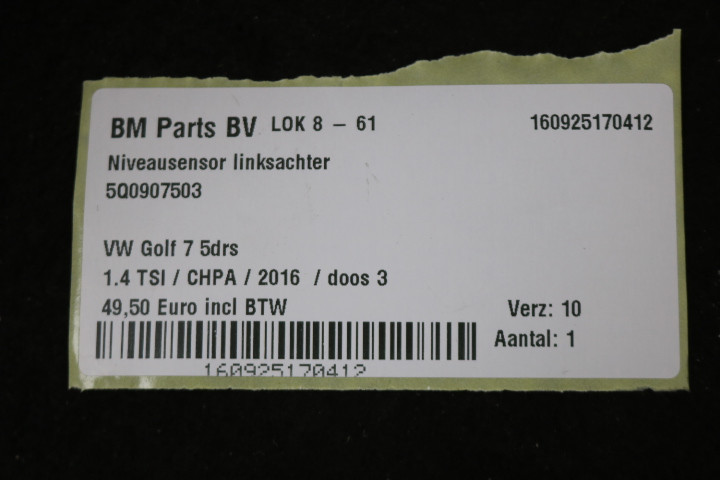 BM Parts BV LOK 8 – 61 160925170412
Niveausensor linksachter
5Q0907503
VW Golf 7 5drs
1.4 TSI / CHPA / 2016 / doos 3
49,50 Euro incl BTW Verz: 10
Aantal: 1
160925170412